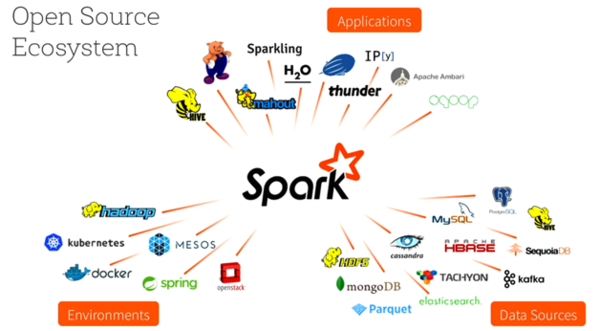 Open Source
Ecosystem
Applications
Sparkling
H2O
IP[y]
Apache Ambari
mahout
thunder
sqoop
HIVE
Spark
hadoop
kubernetes
MESOS
docker
spring
openstack
Environments
MySQL
PostgreSQL
HIVE
HDFS
cassandra
APACHE
HBASE
SequoiaDB
mongoDB
TACHYON
kafka
Parquet
elasticsearch.
Data Sources